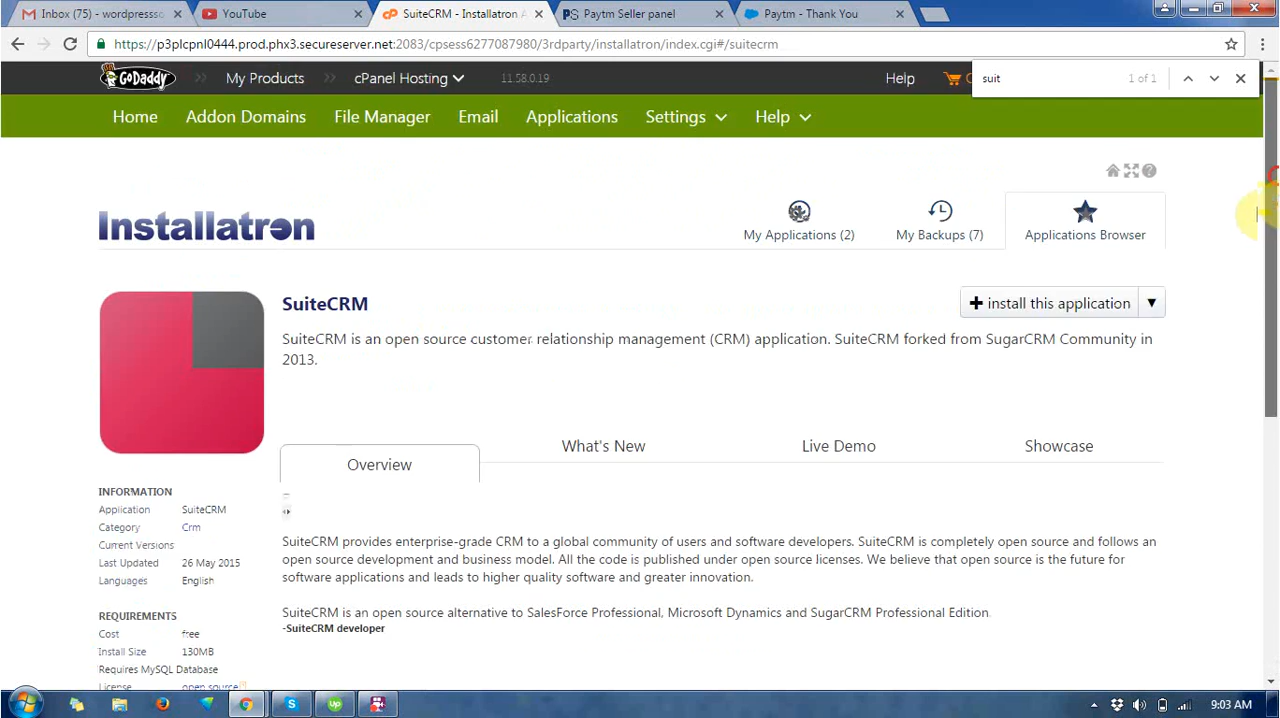 Inbox (75) - wordpressso
YouTube
SuiteCRM - Installatron A
Paytm Seller panel
Paytm - Thank You
https://p3plcpnl0444.prod.phx3.secureserver.net:2083/cpsess6277087980/3rdparty/installatron/index.cgi#/suitecrm
GoDaddy
My Products
cPanel Hosting
11.58.0.19
Help
suit
1 of 1
Home
Addon Domains
File Manager
Email
Applications
Settings
Help
Installatron
My Applications (2)
My Backups (7)
Applications Browser
SuiteCRM
install this application
SuiteCRM is an open source customer relationship management (CRM) application. SuiteCRM forked from SugarCRM Community in
2013.
Overview
What's New
Live Demo
Showcase
INFORMATION
Application SuiteCRM
Category Crm
Current Versions
Last Updated 26 May 2015
Languages English
REQUIREMENTS
Cost free
Install Size 130MB
Requires MySQL Database
License open source
SuiteCRM provides enterprise-grade CRM to a global community of users and software developers. SuiteCRM is completely open source and follows an
open source development and business model. All the code is published under open source licenses. We believe that open source is the future for
software applications and leads to higher quality software and greater innovation.
SuiteCRM is an open source alternative to SalesForce Professional, Microsoft Dynamics and SugarCRM Professional Edition.
-SuiteCRM developer
9:03 AM